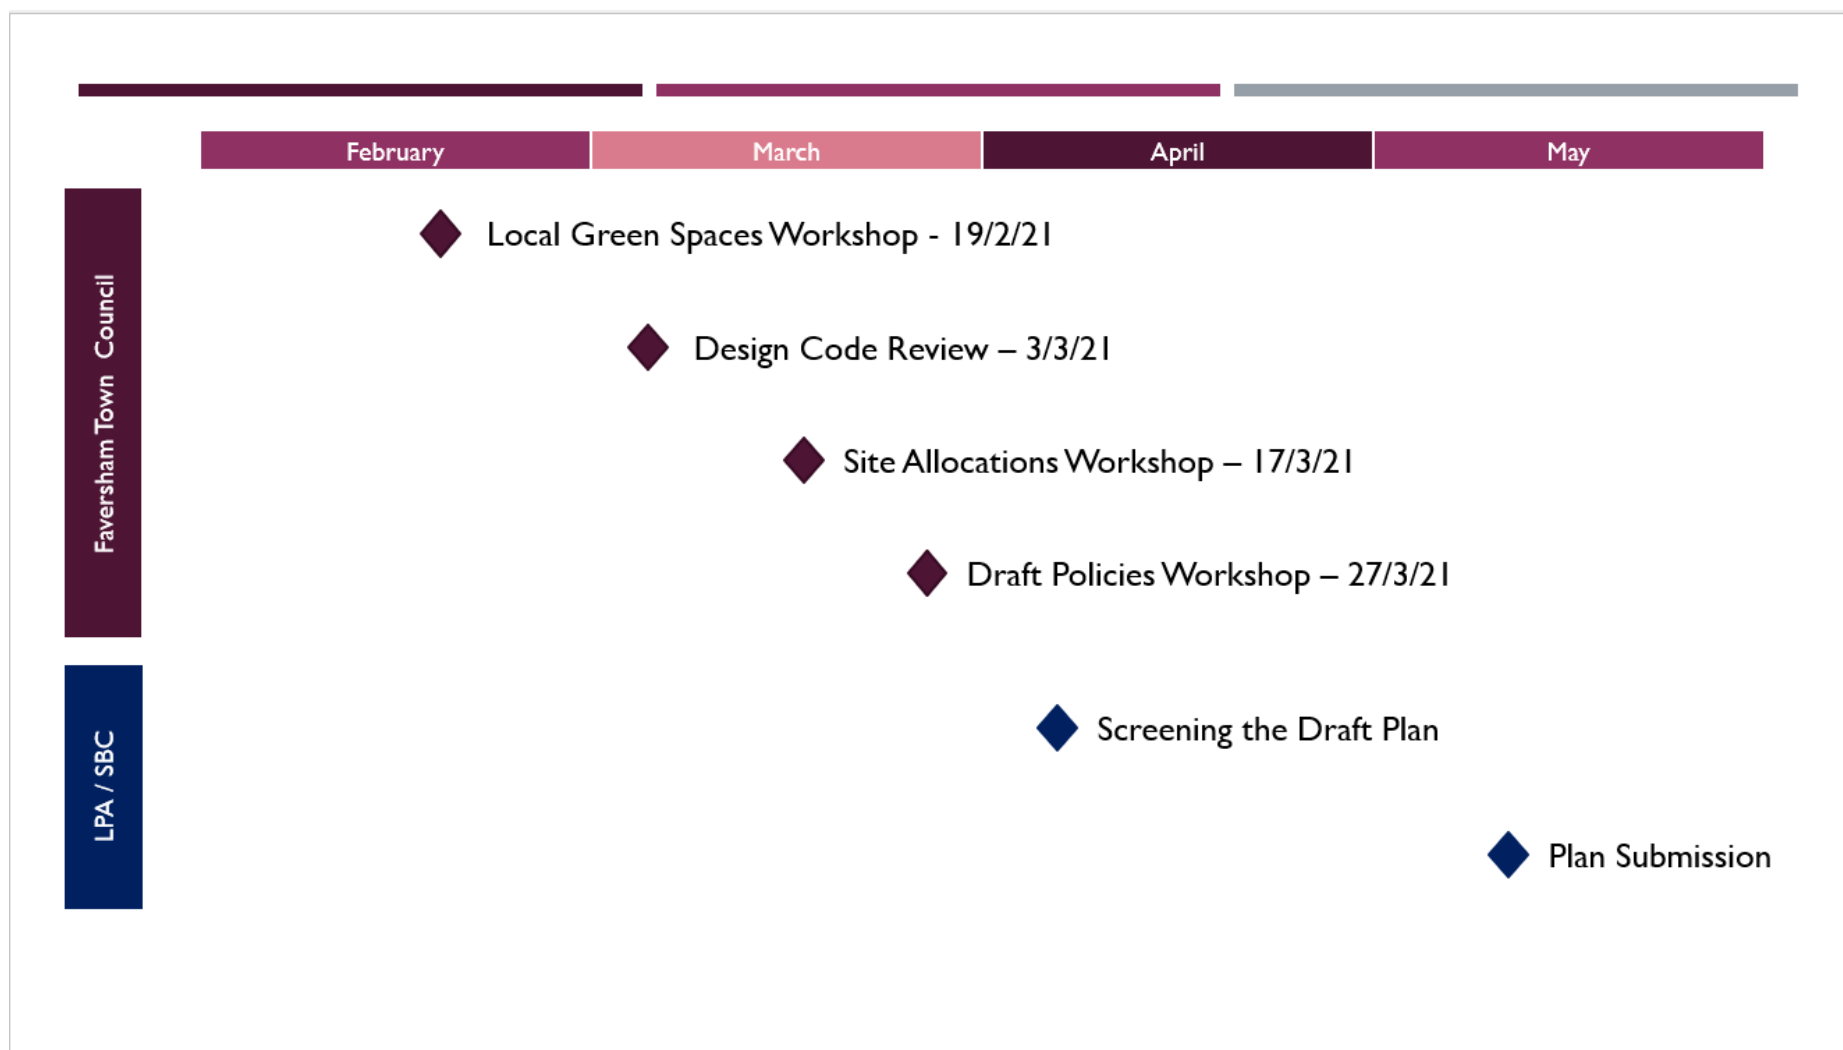 February
March
April
May
Faversham Town Council
Local Green Spaces Workshop - 19/2/21
Design Code Review – 3/3/21
Site Allocations Workshop – 17/3/21
Draft Policies Workshop – 27/3/21
LPA / SBC
Screening the Draft Plan
Plan Submission